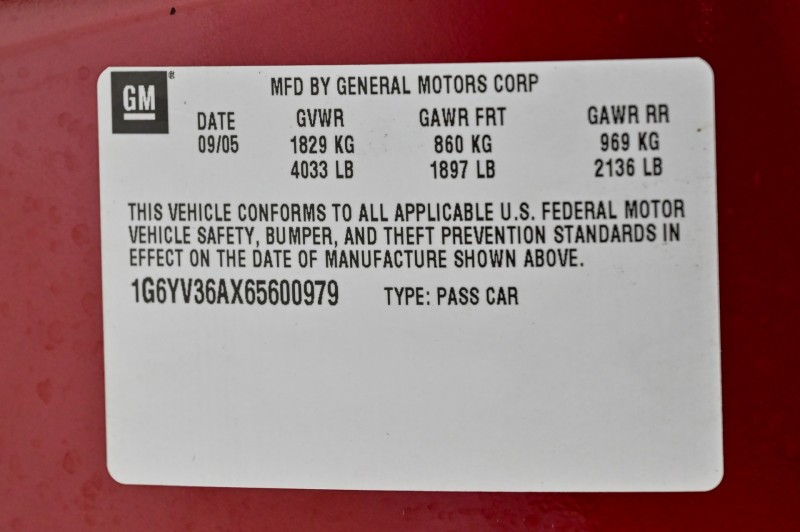 GM®
MFD BY GENERAL MOTORS CORP
DATE GVWR GAWR FRT GAWR RR
09/05 1829 KG 860 KG 969 KG
4033 LB 1897 LB 2136 LB
THIS VEHICLE CONFORMS TO ALL APPLICABLE U.S. FEDERAL MOTOR
VEHICLE SAFETY, BUMPER, AND THEFT PREVENTION STANDARDS IN
EFFECT ON THE DATE OF MANUFACTURE SHOWN ABOVE.
1G6YV36AX65600979 TYPE: PASS CAR